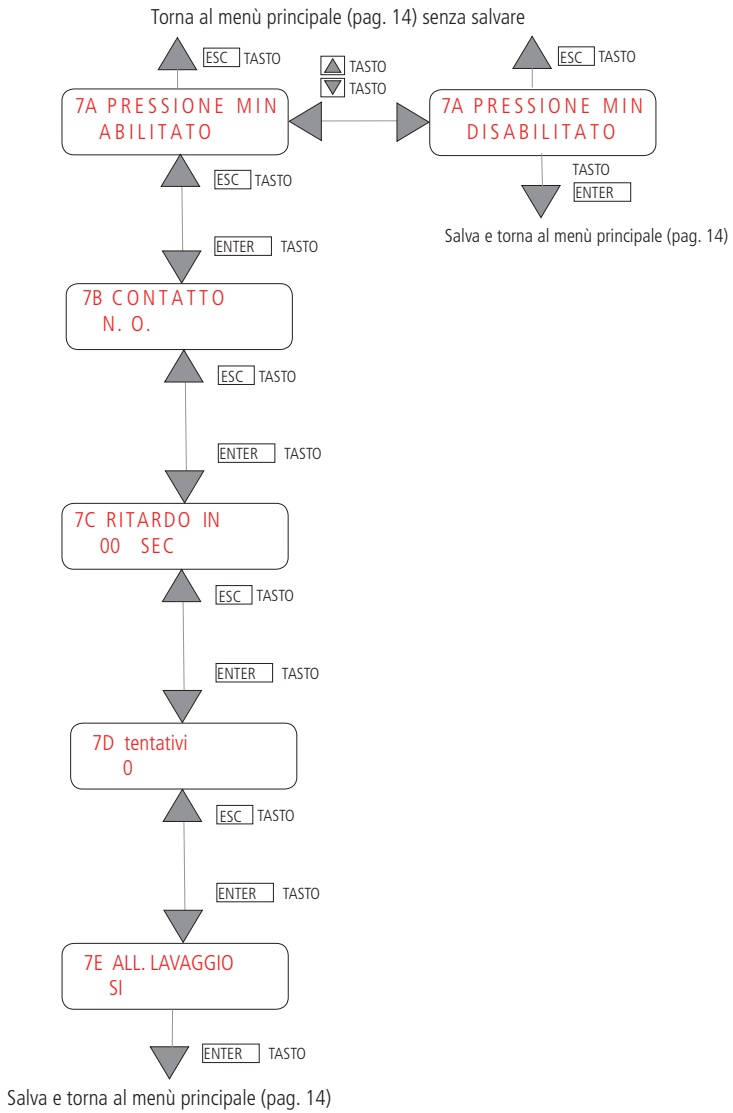 Torna al menù principale (pag. 14) senza salvare
ESC TASTO
ESC TASTO
TASTO
TASTO
7A PRESSIONE MIN
ABILITATO
7A PRESSIONE MIN
DISABILITATO
ESC TASTO
TASTO
ENTER
Salva e torna al menù principale (pag. 14)
ENTER TASTO
7B CONTATTO
N. O.
ESC TASTO
ENTER TASTO
7C RITARDO IN
00 SEC
ESC TASTO
ENTER TASTO
7D tentativi
0
ESC TASTO
ENTER TASTO
7E ALL. LAVAGGIO
SI
ENTER TASTO
Salva e torna al menù principale (pag. 14)